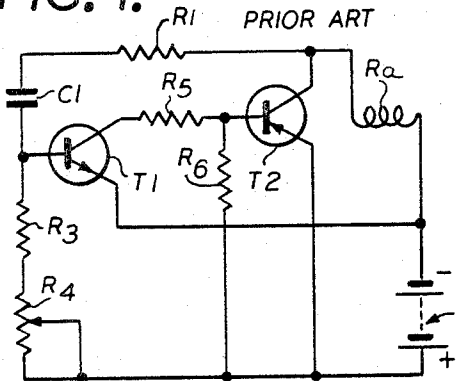 FIG. 1.
PRIOR ART
R1
Ra
C1
R5
T1
R6
T2
R3
R4
−
+